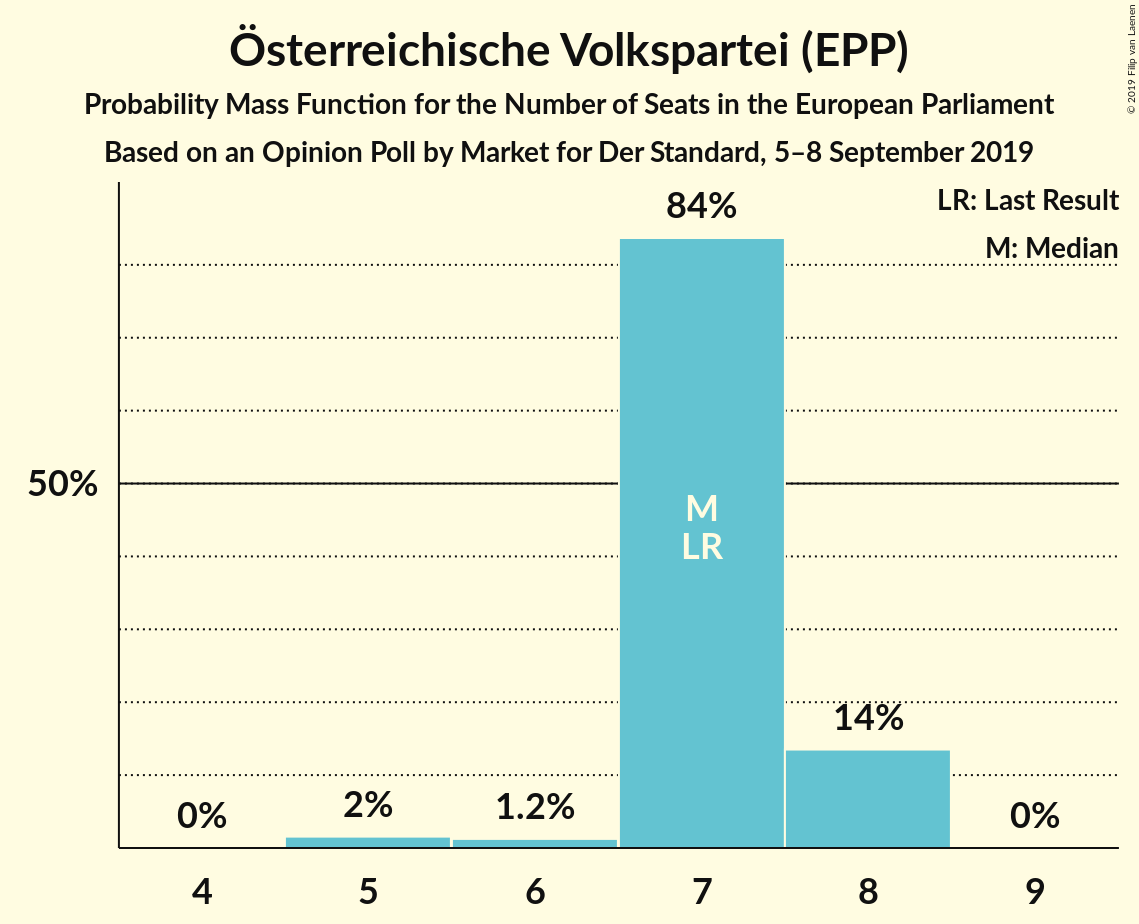 Österreichische Volkspartei (EPP)
Probability Mass Function for the Number of Seats in the European Parliament
Based on an Opinion Poll by Market for Der Standard, 5–8 September 2019
© 2019 Filip van Laenen
LR: Last Result
M: Median
84%
50%
M
LR
14%
0%
2%
1.2%
0%
4
5
6
7
8
9